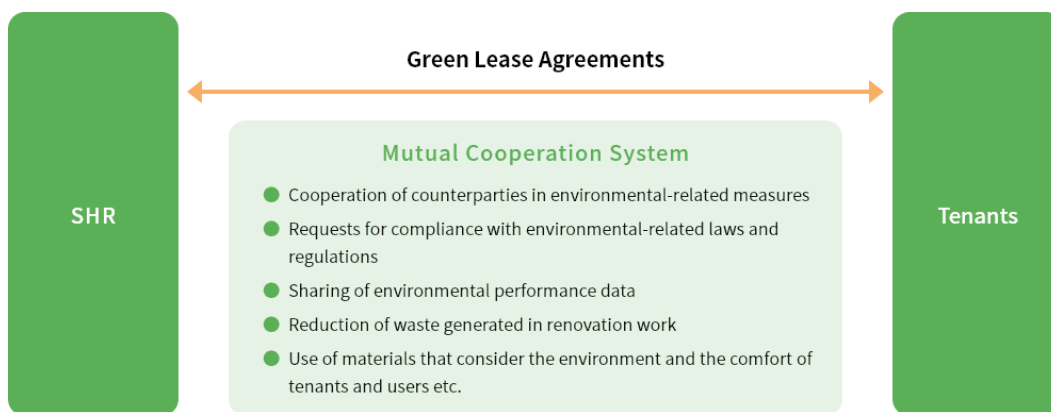 Green Lease Agreements
SHR
Mutual Cooperation System
Cooperation of counterparties in environmental-related measures
Requests for compliance with environmental-related laws and
regulations
Sharing of environmental performance data
Reduction of waste generated in renovation work
Use of materials that consider the environment and the comfort of
tenants and users etc.
Tenants